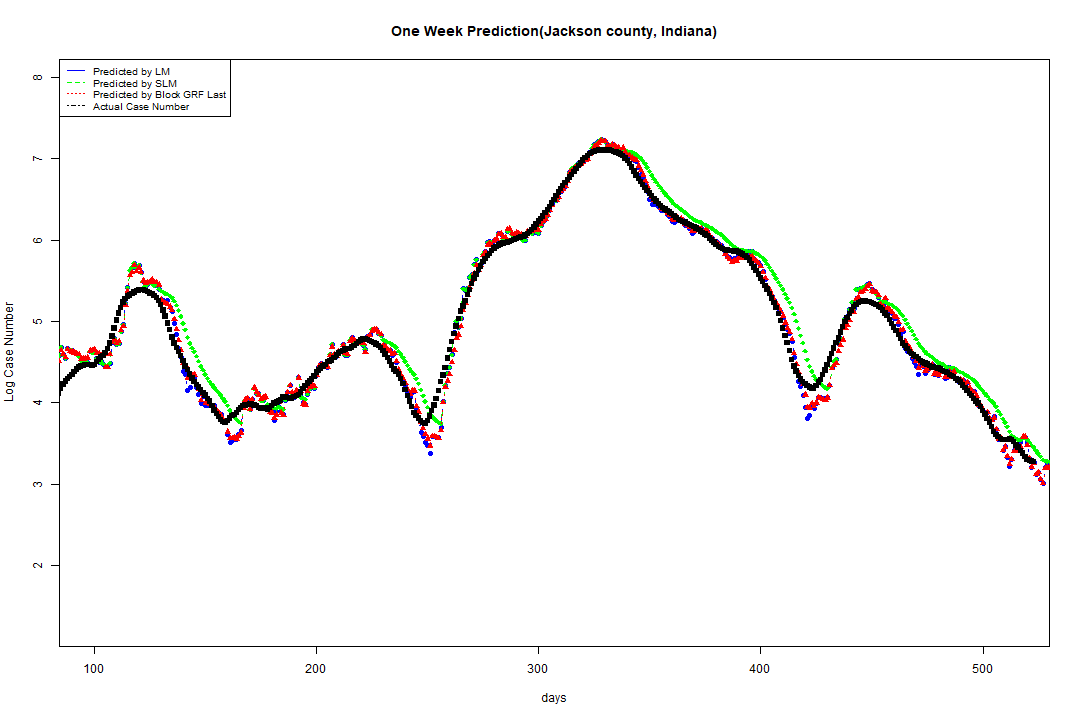 One Week Prediction(Jackson county, Indiana)
Predicted by LM
Predicted by SLM
Predicted by Block GRF Last
Actual Case Number
8
7
6
5
4
3
2
Log Case Number
100 200 300 400 500
days